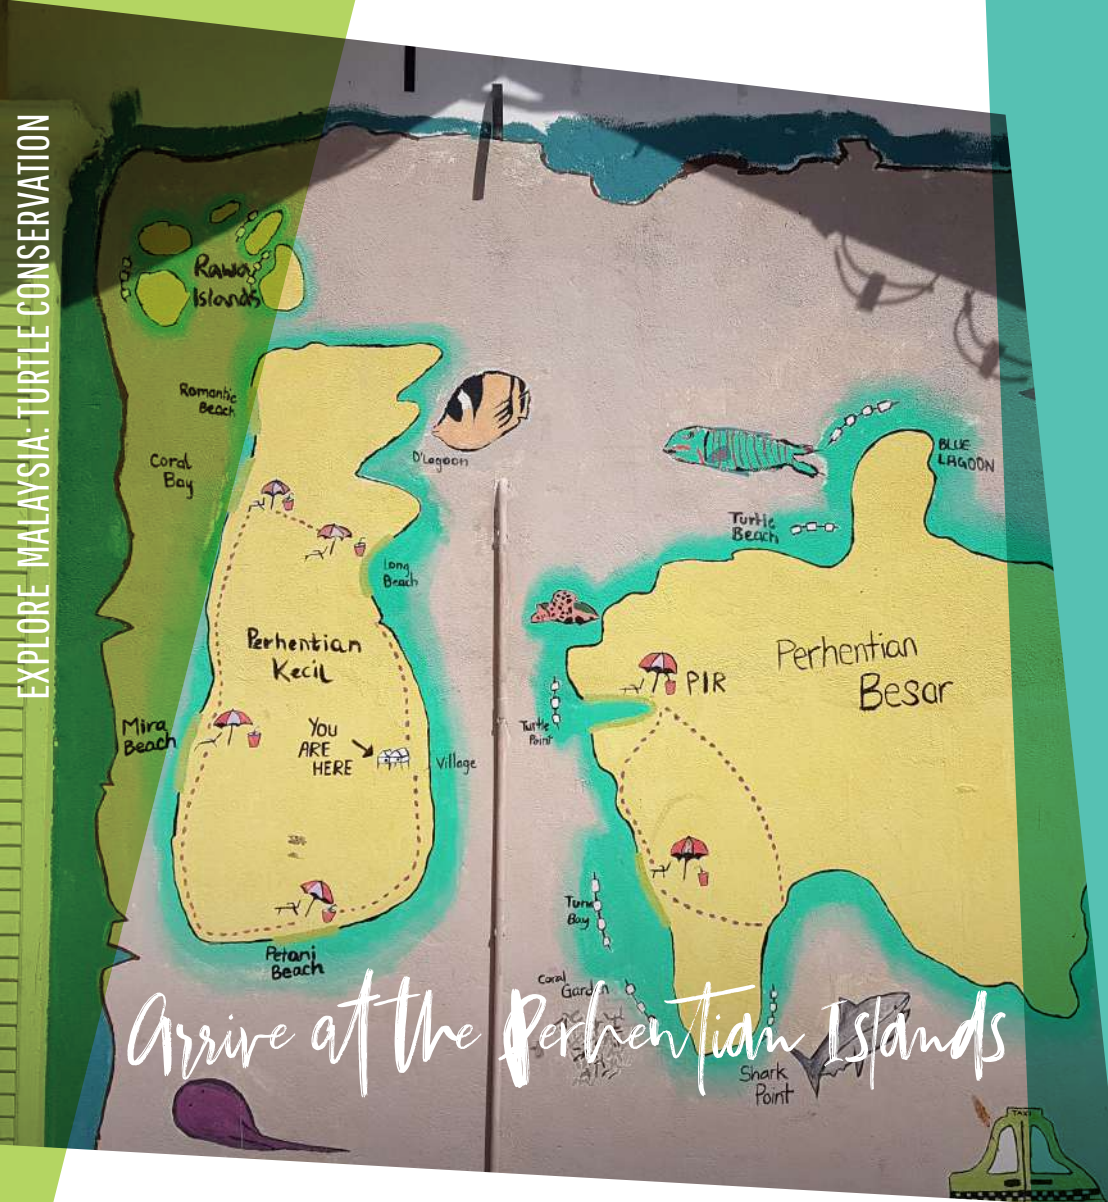 EXPLORE MALAYSIA: TURTLE CONSERVATION
Rawa
Islands
Romantic
Beach
Coral
Bay
D'Lagoon
Long
Beach
Perhentian
Kecil
Mira
Beach
YOU
ARE
HERE
Village
Petani
Beach
BLUE
LAGOON
Turtle
Beach
Perhentian
Besar
PIR
Turtle
Point
Bay
Coral
Garden
Shark
Point
Arrive at the Perhentian Islands
TAXI